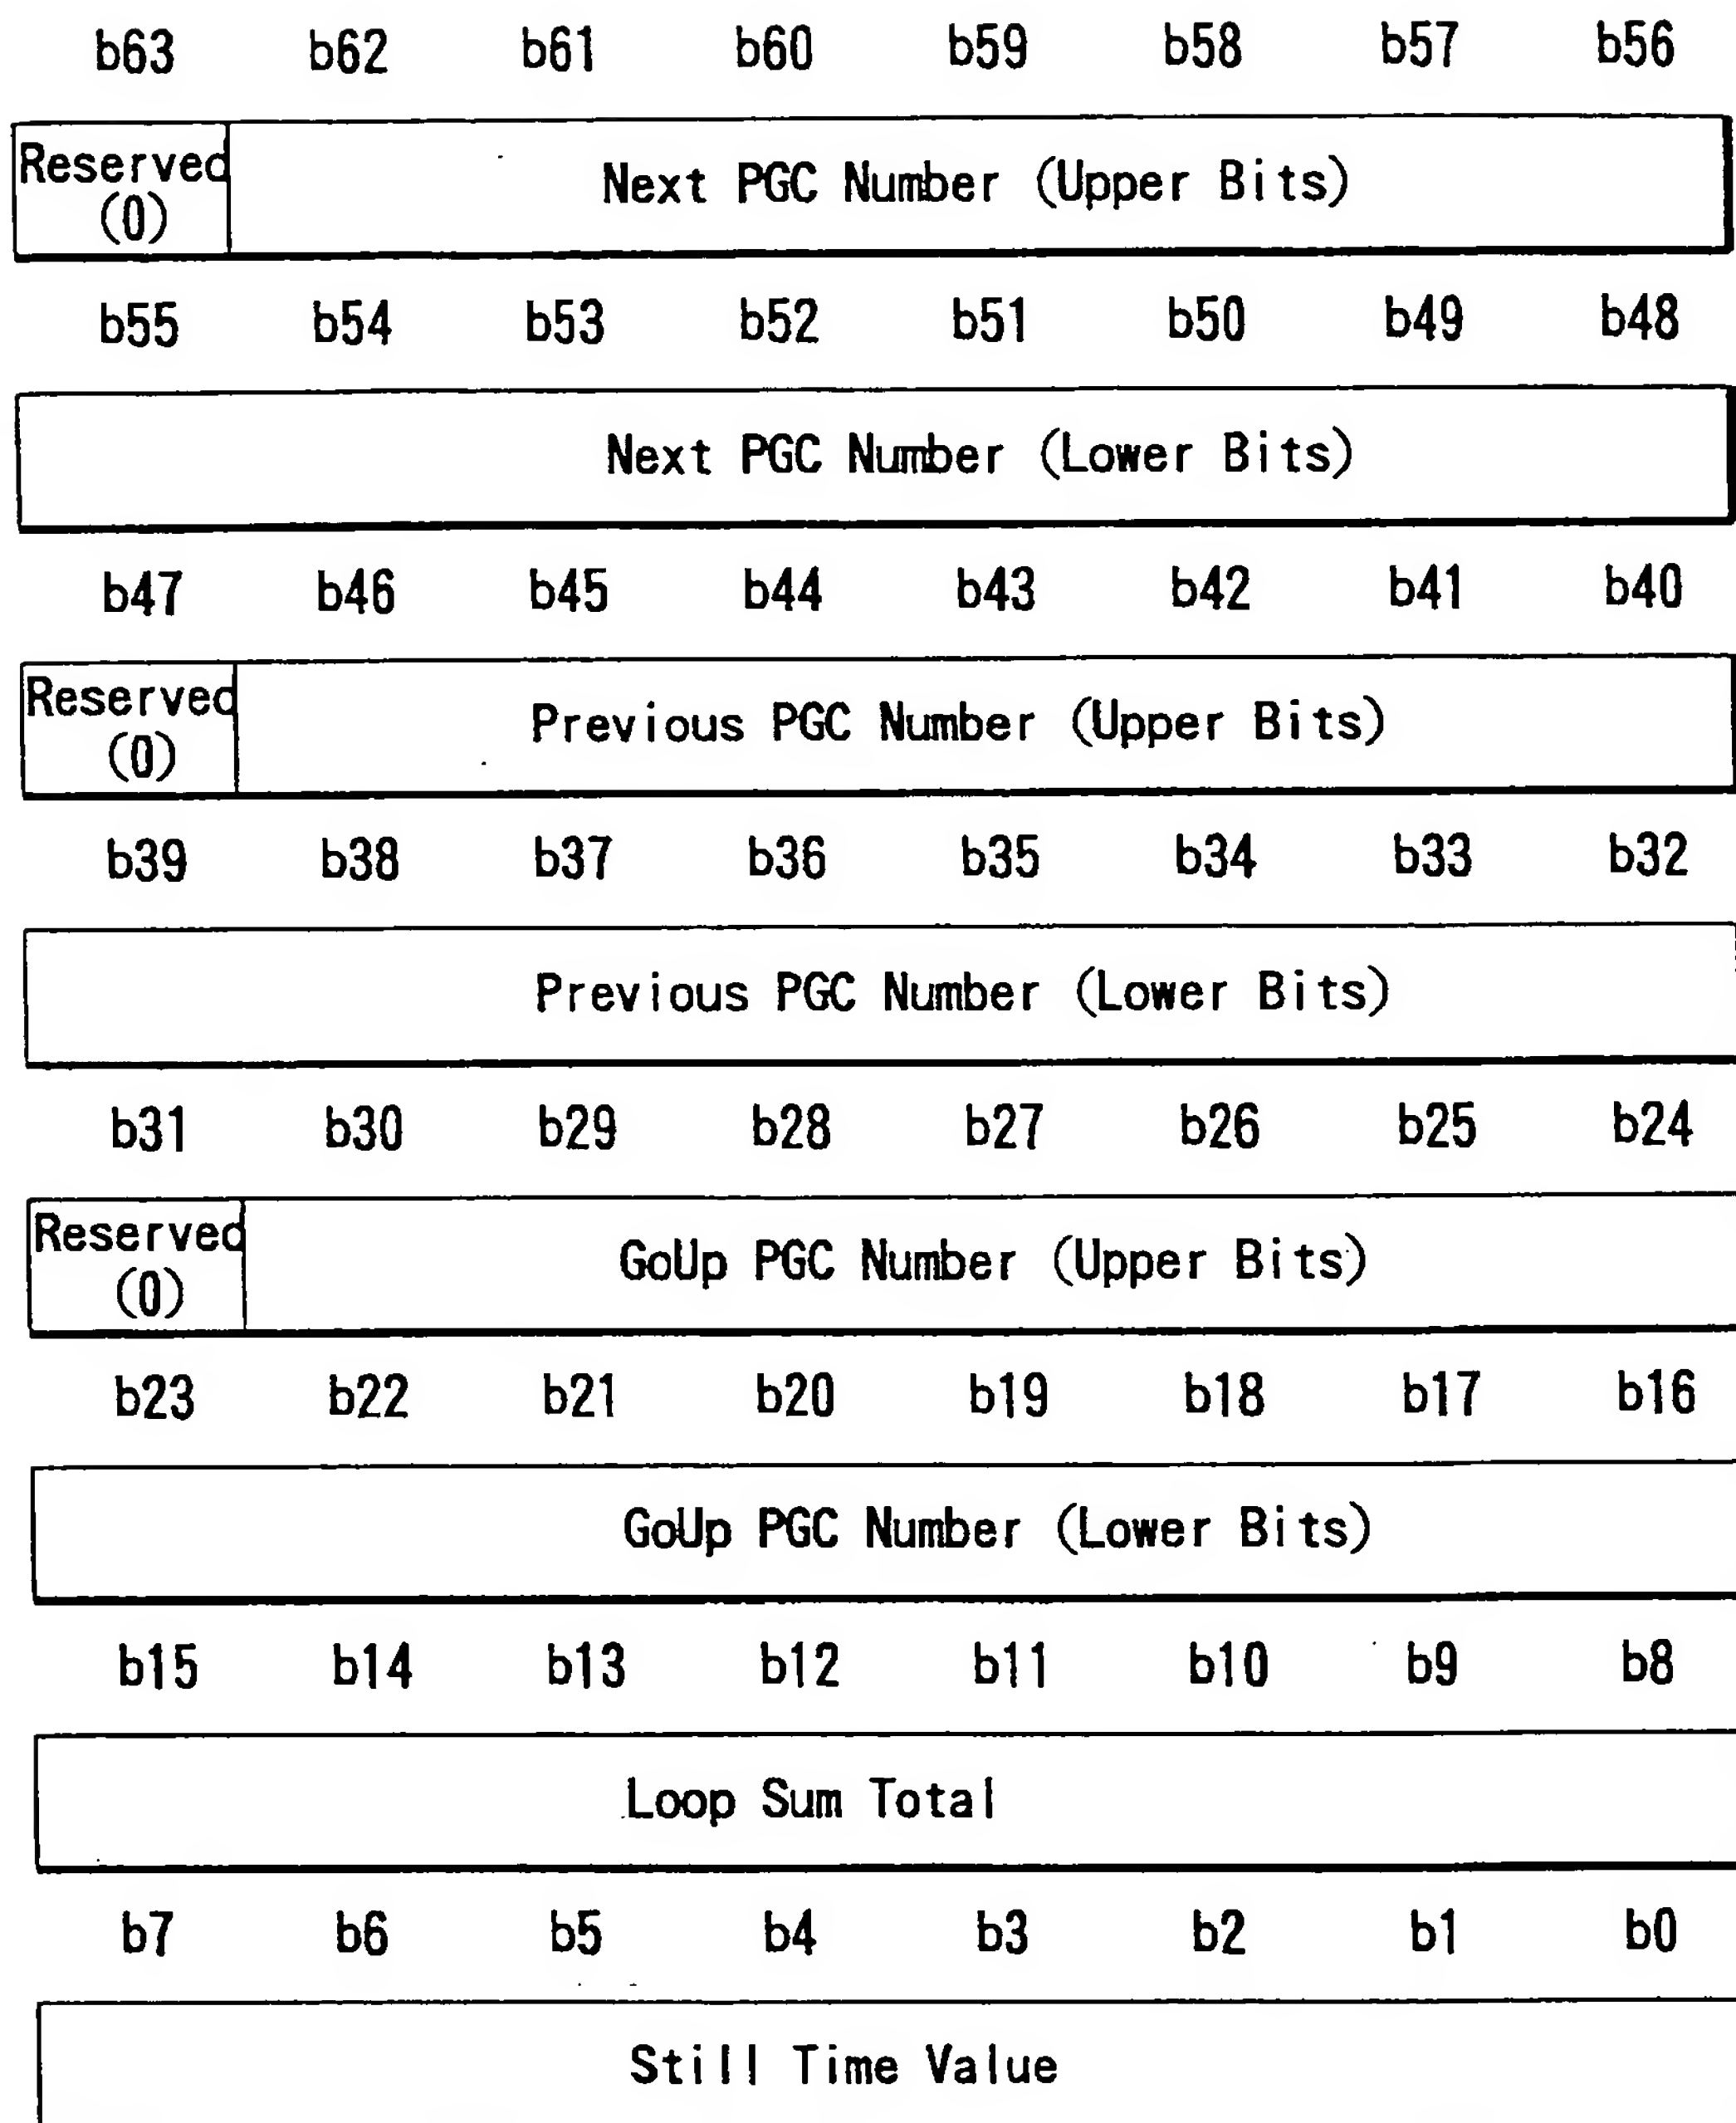 b63 b62 b61 b60 b59 b58 b57 b56
Reserved
(0)
Next PGC Number (Upper Bits)
b55 b54 b53 b52 b51 b50 b49 b48
Next PGC Number (Lower Bits)
b47 b46 b45 b44 b43 b42 b41 b40
Reserved
(0)
Previous PGC Number (Upper Bits)
b39 b38 b37 b36 b35 b34 b33 b32
Previous PGC Number (Lower Bits)
b31 b30 b29 b28 b27 b26 b25 b24
Reserved
(0)
GoUp PGC Number (Upper Bits)
b23 b22 b21 b20 b19 b18 b17 b16
GoUp PGC Number (Lower Bits)
b15 b14 b13 b12 b11 b10 b9 b8
Loop Sum Total
b7 b6 b5 b4 b3 b2 b1 b0
Still Time Value